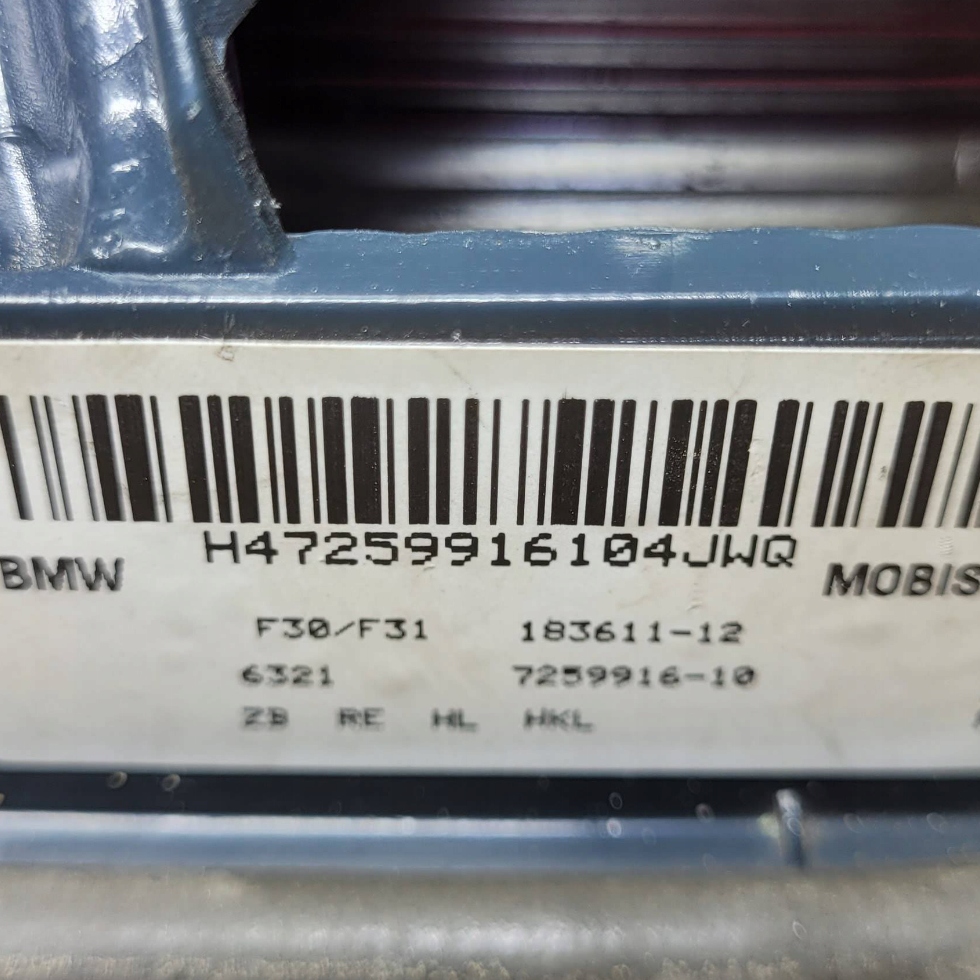 H47259916104JWQ
BMW MOBIS
F30/F31 183611-12
6321 7259916-10
ZB RE HL HKL